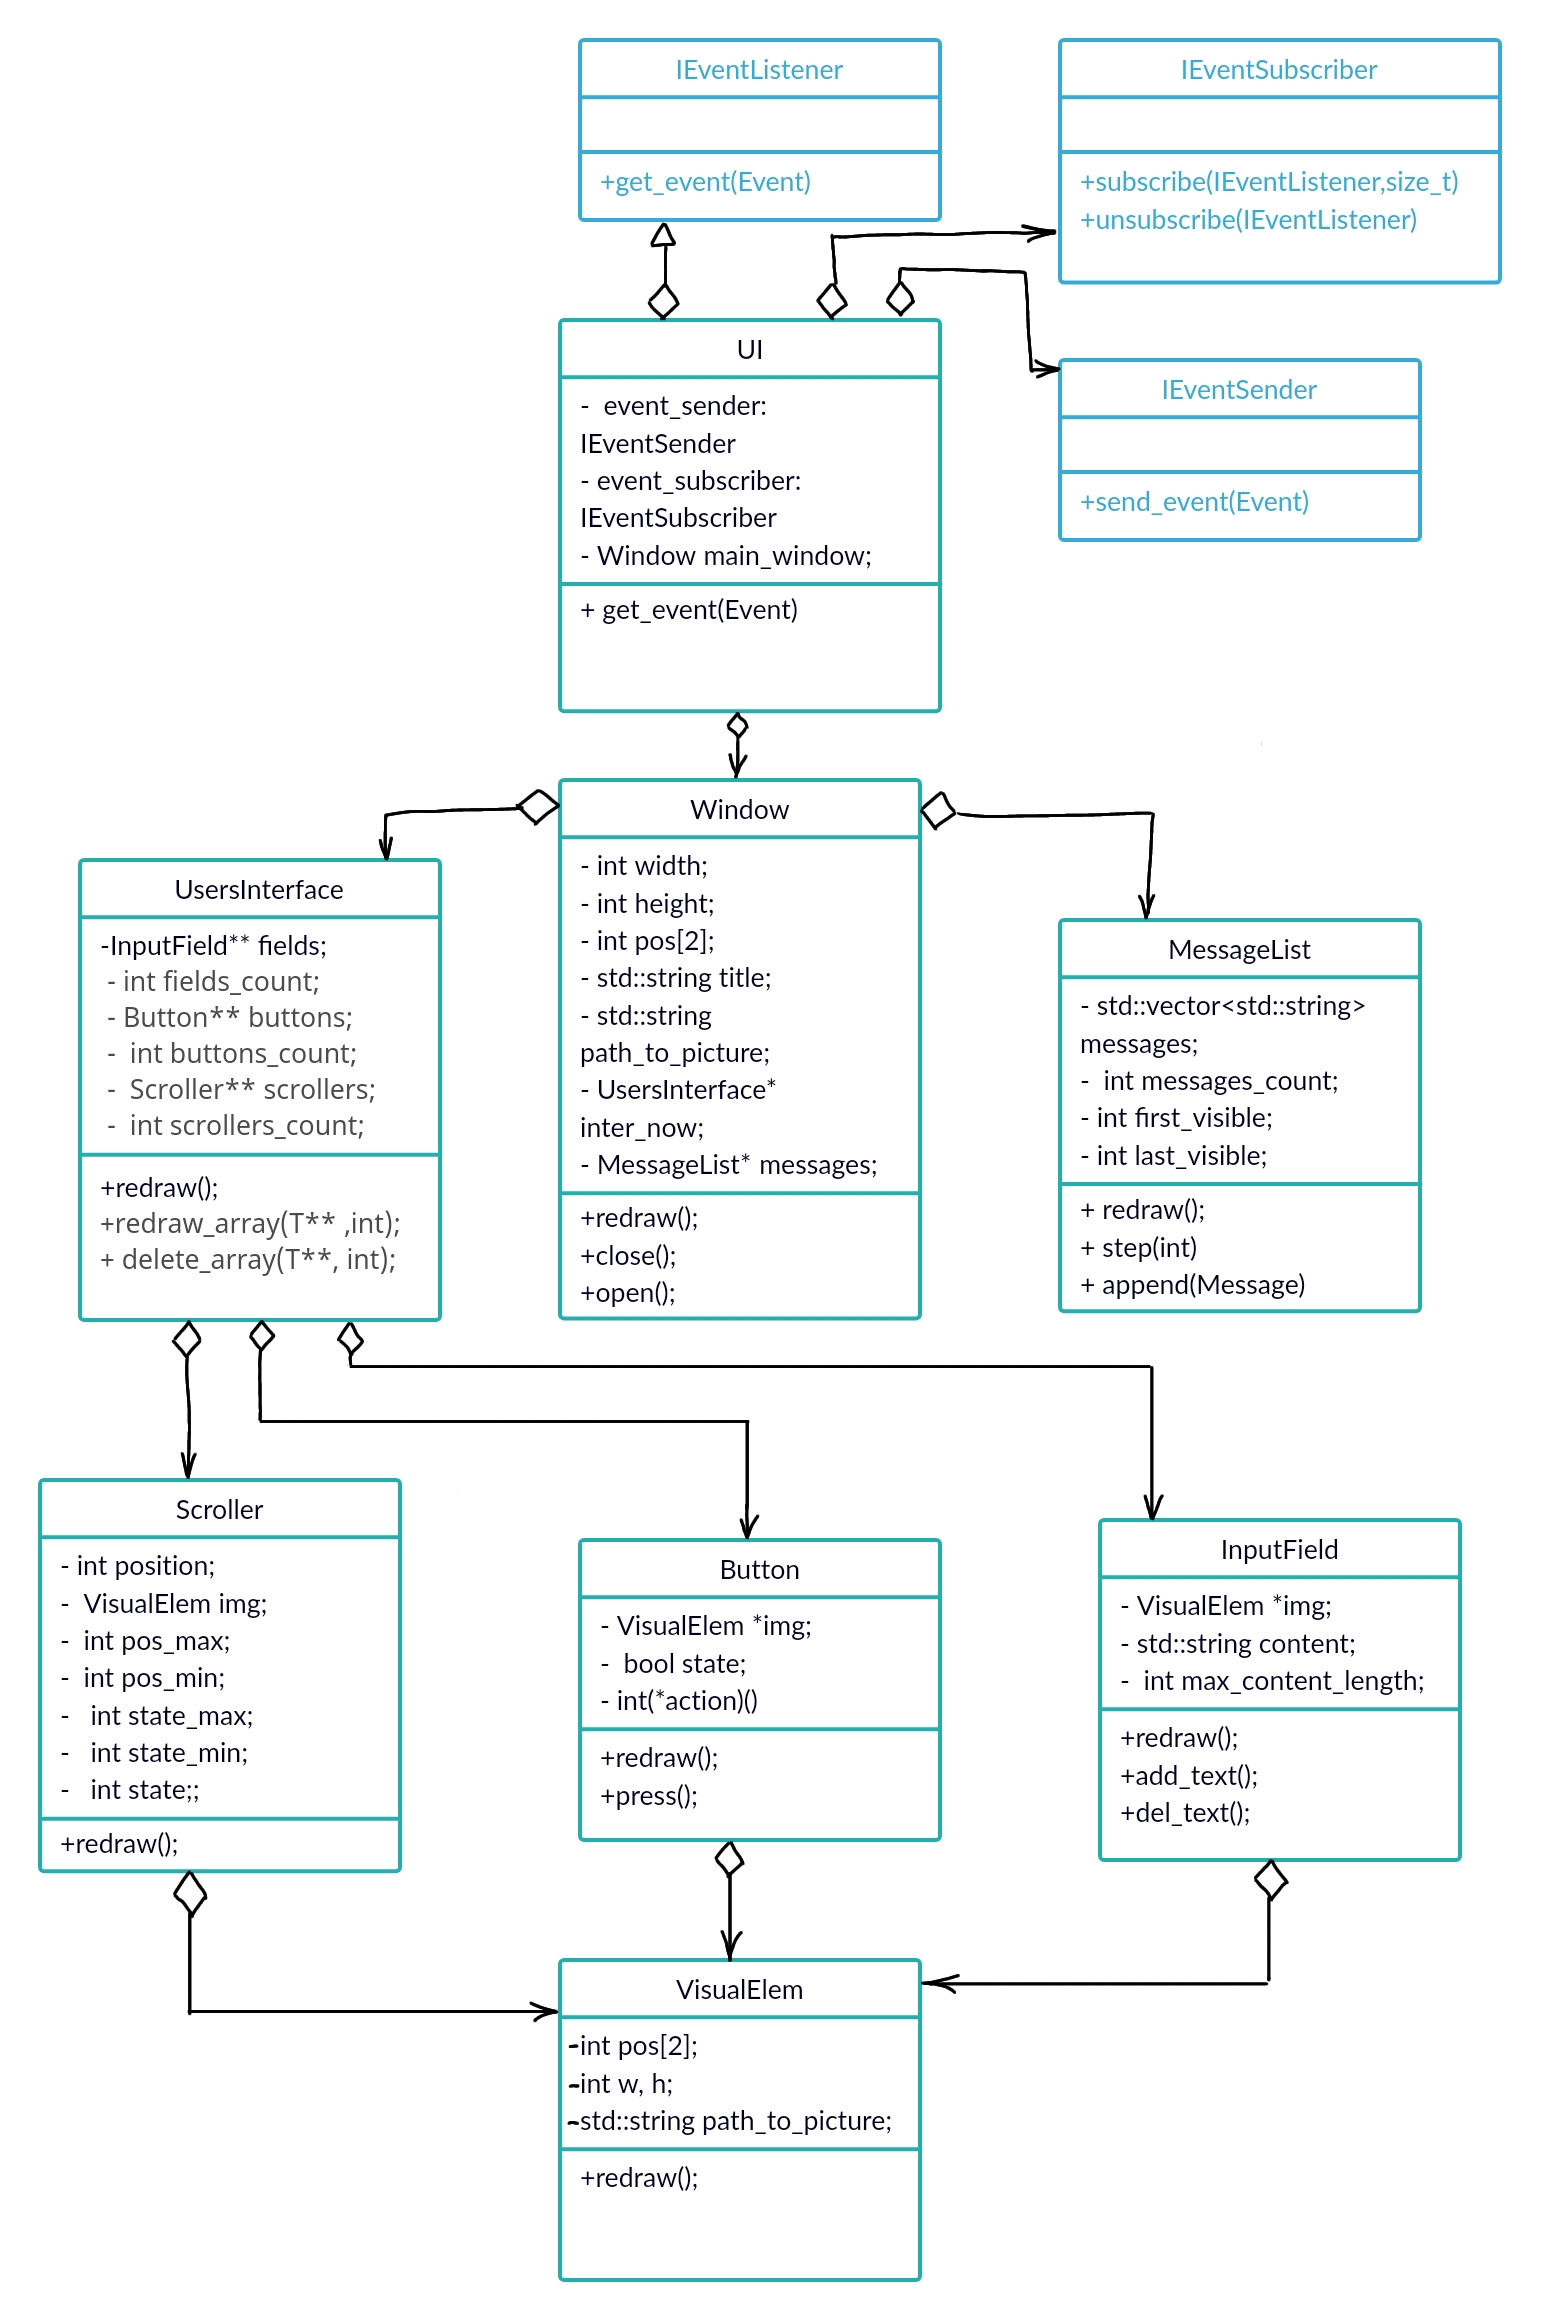 IEventListener
+get_event(Event)
IEventSubscriber
+subscribe(IEventListener,size_t)
+unsubscribe(IEventListener)
UI
- event_sender:
IEventSender
- event_subscriber:
IEventSubscriber
- Window main_window;
+ get_event(Event)
IEventSender
+send_event(Event)
Window
- int width;
- int height;
- int pos[2];
- std::string title;
- std::string
path_to_picture;
- UsersInterface*
inter_now;
- MessageList* messages;
+redraw();
+close();
+open();
UsersInterface
-InputField** fields;
- int fields_count;
- Button** buttons;
- int buttons_count;
- Scroller** scrollers;
- int scrollers_count;
+redraw();
+redraw_array(T** ,int);
+ delete_array(T**, int);
MessageList
- std::vector<std::string>
messages;
- int messages_count;
- int first_visible;
- int last_visible;
+ redraw();
+ step(int)
+ append(Message)
Scroller
- int position;
- VisualElem img;
- int pos_max;
- int pos_min;
- int state_max;
- int state_min;
- int state;;
+redraw();
Button
- VisualElem *img;
- bool state;
- int(*action)()
+redraw();
+press();
InputField
- VisualElem *img;
- std::string content;
- int max_content_length;
+redraw();
+add_text();
+del_text();
VisualElem
-int pos[2];
-int w, h;
-std::string path_to_picture;
+redraw();